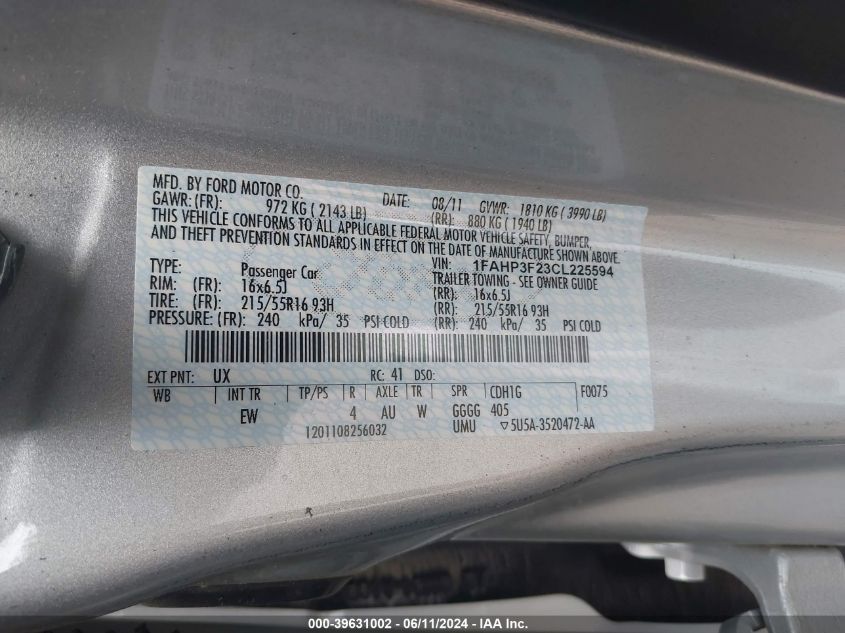 MFD. BY FORD MOTOR CO. DATE: 08/11 GVWR: 1810 KG ( 3990 LB)
GAWR: (FR): 972 KG ( 2143 LB) (RR): 880 KG ( 1940 LB)
THIS VEHICLE CONFORMS TO ALL APPLICABLE FEDERAL MOTOR VEHICLE SAFETY, BUMPER,
AND THEFT PREVENTION STANDARDS IN EFFECT ON THE DATE OF MANUFACTURE SHOWN ABOVE.
VIN: 1FAHP3F23CL225594
TYPE: Passenger Car TRAILER TOWING - SEE OWNER GUIDE
RIM: (FR): 16x6.5J (RR): 16x6.5J
TIRE: (FR): 215/55R16 93H (RR): 215/55R16 93H
PRESSURE: (FR): 240 kPa/ 35 PSI COLD (RR): 240 kPa/ 35 PSI COLD
EXT PNT: UX RC: 41 DSO:
WB INT TR TP/PS R AXLE TR SPR CDH1G F0075
EW 4 AU W GGGG 405
1201108256032 UMU ▽5U5A-3520472-AA
000-39631002 - 06/11/2024 - IAA Inc.